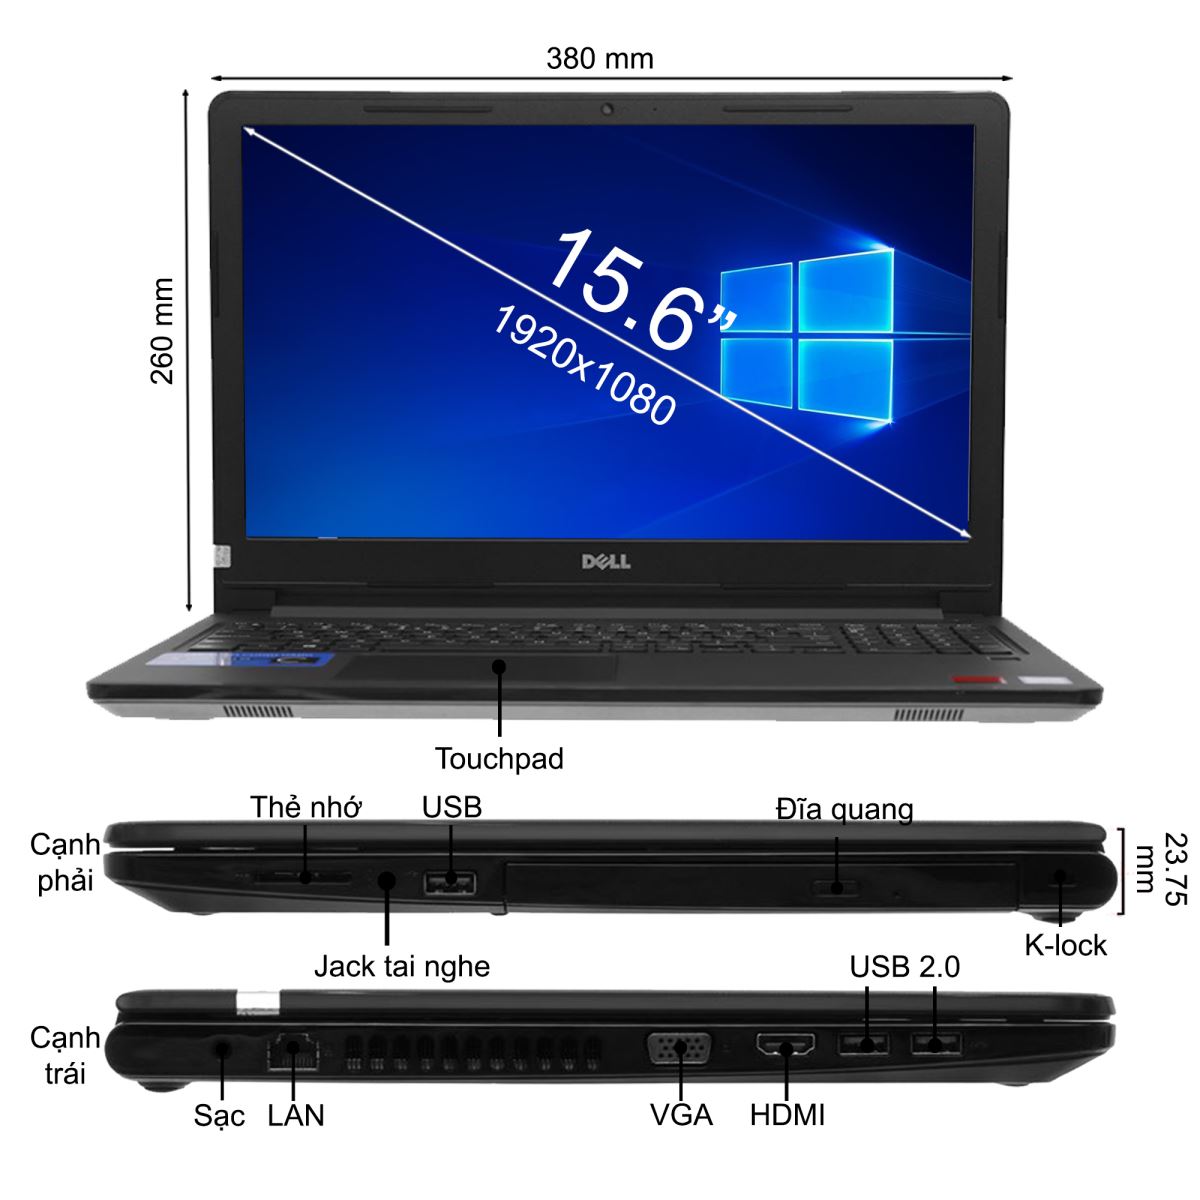 380 mm
260 mm
15.6”
1920x1080
DELL
Touchpad
Thẻ nhớ
USB
Đĩa quang
Cạnh
phải
23.75
mm
Jack tai nghe
K-lock
USB 2.0
Cạnh
trái
Sạc
LAN
VGA
HDMI